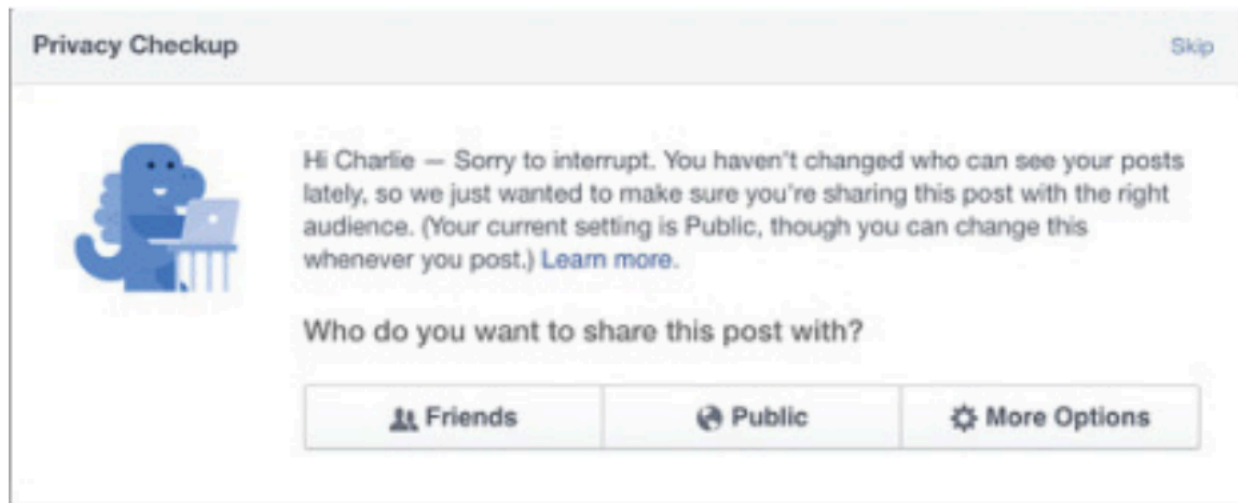 Privacy Checkup
Skip
Hi Charlie — Sorry to interrupt. You haven't changed who can see your posts
lately, so we just wanted to make sure you're sharing this post with the right
audience. (Your current setting is Public, though you can change this
whenever you post.) Learn more.
Who do you want to share this post with?
Friends
Public
More Options